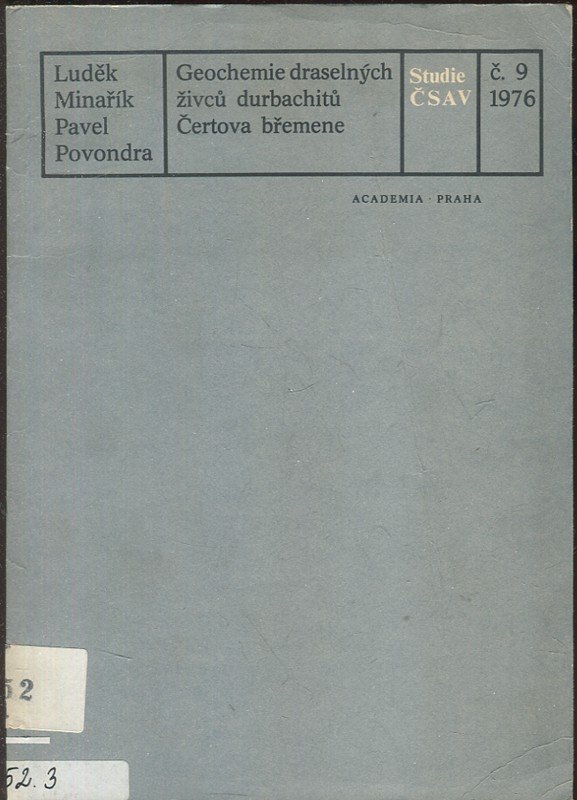 Luděk
Minařík
Pavel
Povondra
Geochemie draselných
živců durbachitů
Čertova břemene
Studie
ČSAV
č. 9
1976
ACADEMIA · PRAHA
52
52.3